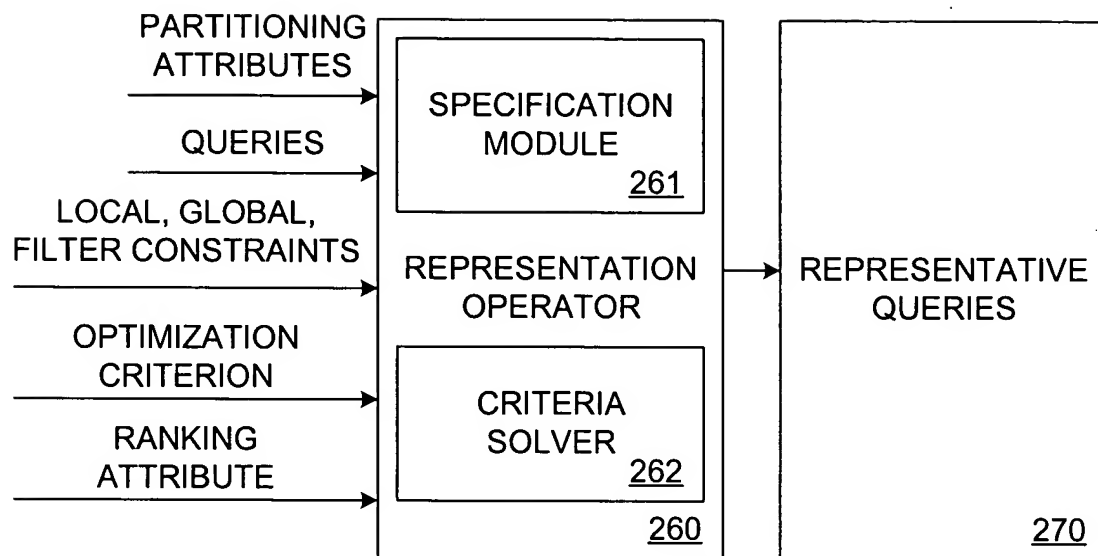 PARTITIONING
ATTRIBUTES
QUERIES
LOCAL, GLOBAL,
FILTER CONSTRAINTS
OPTIMIZATION
CRITERION
RANKING
ATTRIBUTE
SPECIFICATION
MODULE
261
REPRESENTATION
OPERATOR
CRITERIA
SOLVER
262
260
REPRESENTATIVE
QUERIES
270